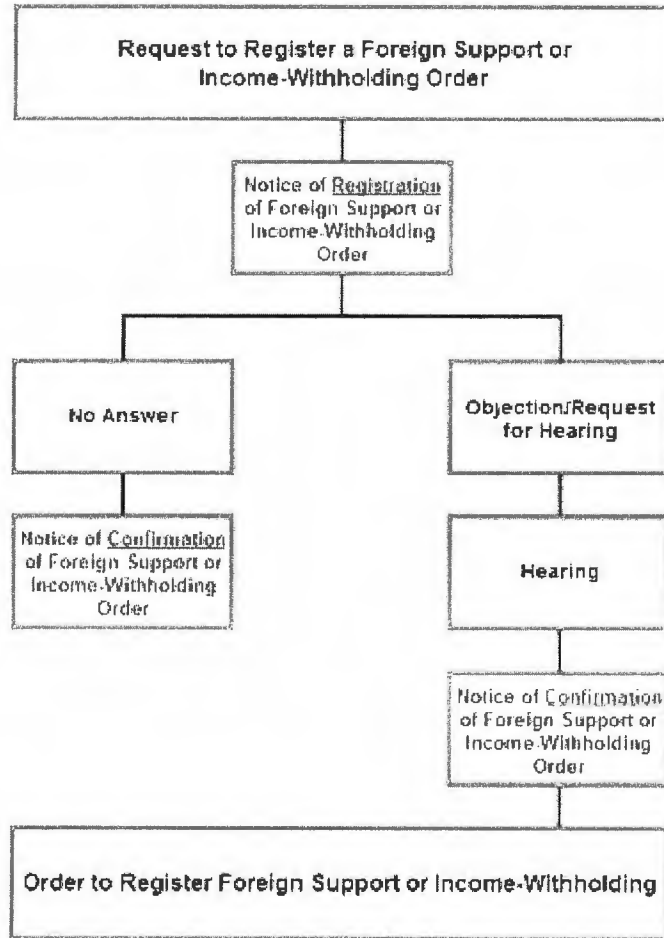 Request to Register a Foreign Support or
Income-Withholding Order
Notice of Registration
of Foreign Support or
Income-Withholding
Order
No Answer
Notice of Confirmation
of Foreign Support or
Income-Withholding
Order
Objection/Request
for Hearing
Hearing
Notice of Confirmation
of Foreign Support or
Income-Withholding
Order
Order to Register Foreign Support or Income-Withholding